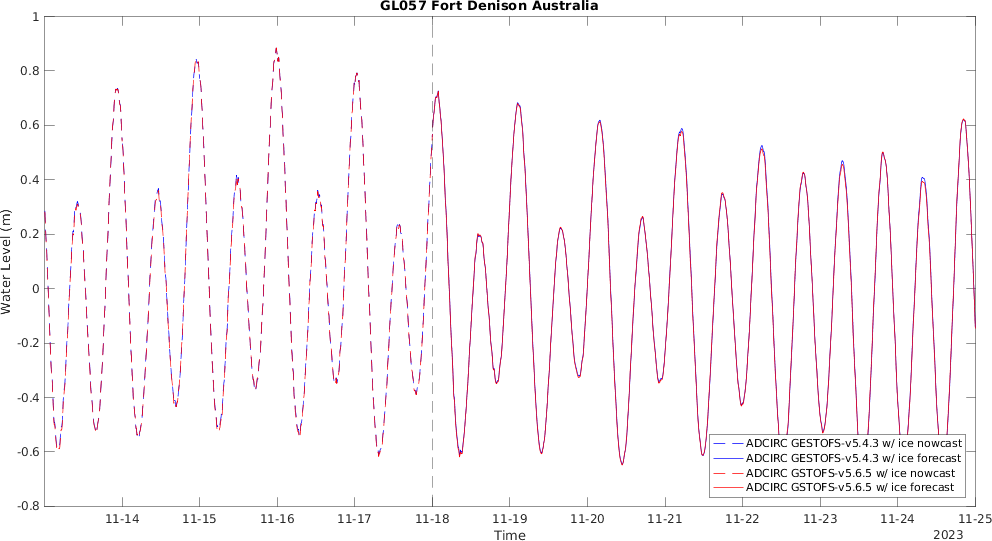 GL057 Fort Denison Australia
1
0.8
0.6
0.4
0.2
0
-0.2
-0.4
-0.6
-0.8
Water Level (m)
ADCIRC GESTOFS-v5.4.3 w/ ice nowcast
ADCIRC GESTOFS-v5.4.3 w/ ice forecast
ADCIRC GSTOFS-v5.6.5 w/ ice nowcast
ADCIRC GSTOFS-v5.6.5 w/ ice forecast
11-14 11-15 11-16 11-17 11-18 11-19 11-20 11-21 11-22 11-23 11-24 11-25
Time
2023